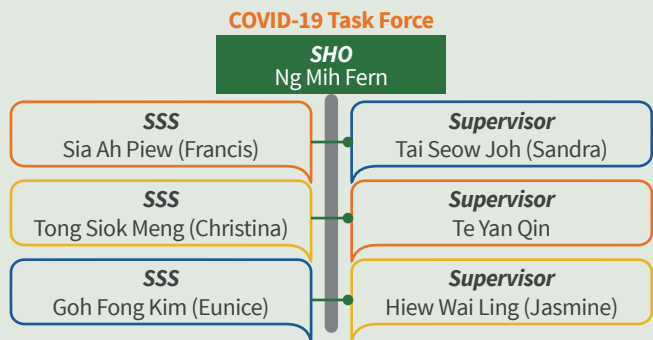 COVID-19 Task Force
SHO
Ng Mih Fern
SSS
Sia Ah Piew (Francis)
Supervisor
Tai Seow Joh (Sandra)
SSS
Tong Siok Meng (Christina)
Supervisor
Te Yan Qin
SSS
Goh Fong Kim (Eunice)
Supervisor
Hiew Wai Ling (Jasmine)